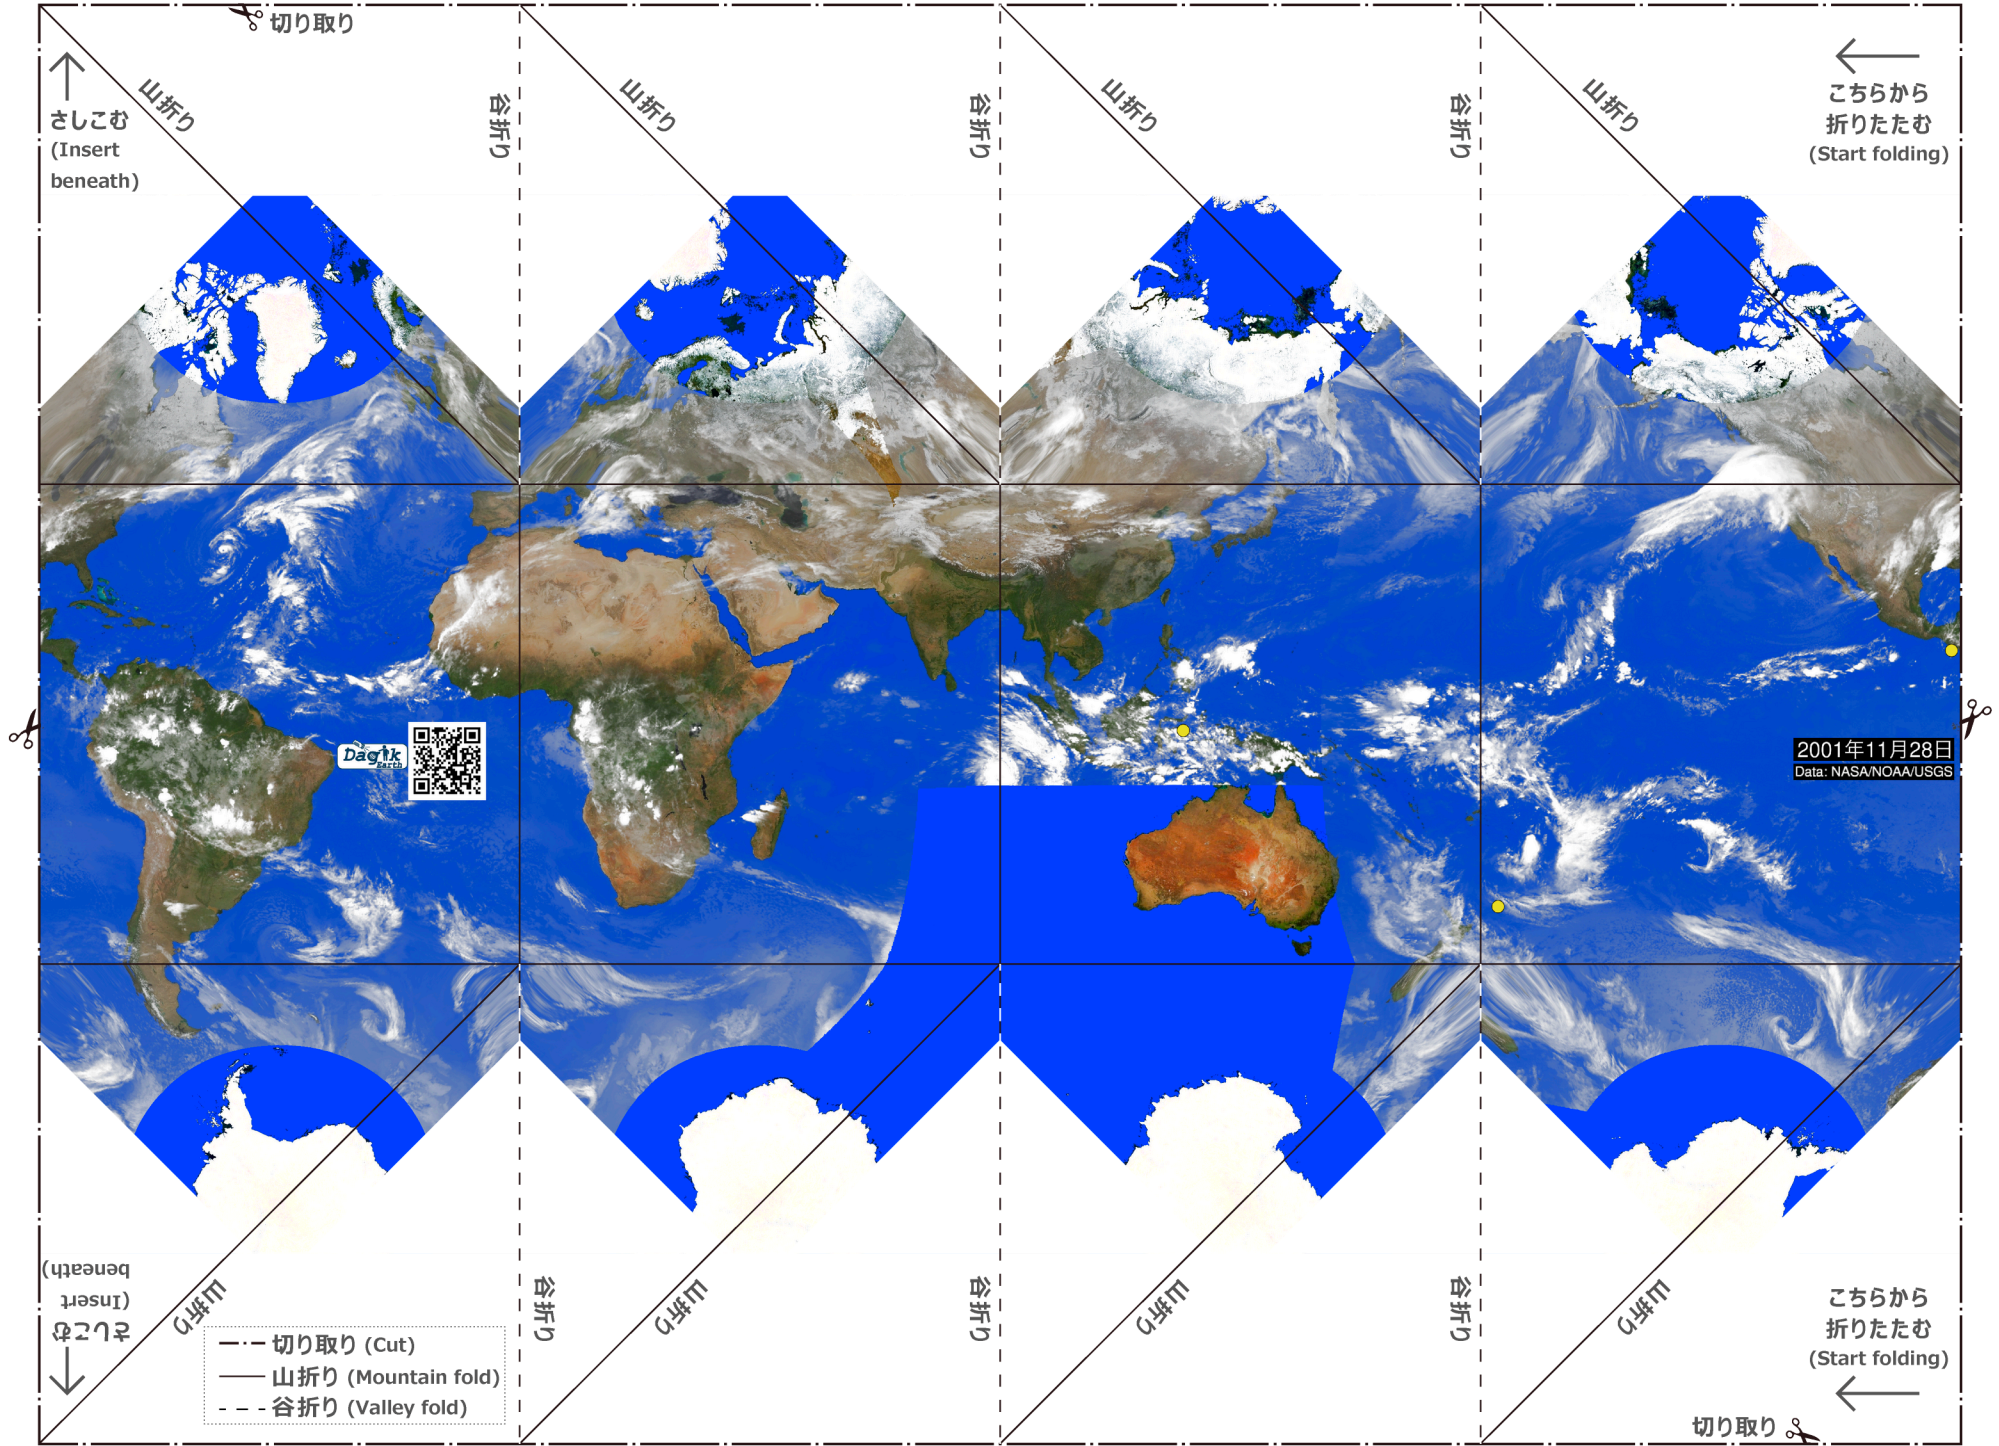 切り取り
さしこむ
(Insert
beneath)
山折り
谷折り
山折り
谷折り
山折り
谷折り
山折り
こちらから
折りたたむ
(Start folding)
Dagik
Earth
2001年11月28日
Data: NASA/NOAA/USGS
さしこむ
(Insert
beneath)
山折り
谷折り
山折り
谷折り
山折り
谷折り
山折り
こちらから
折りたたむ
(Start folding)
切り取り (Cut)
山折り (Mountain fold)
谷折り (Valley fold)
切り取り